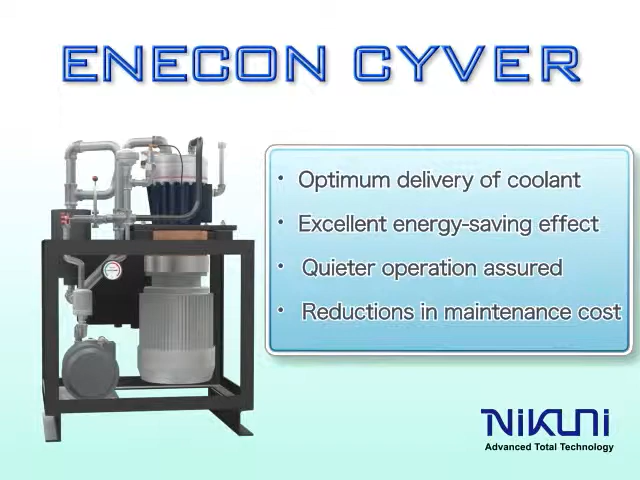 ENECON CYVER
・ Optimum delivery of coolant
・ Excellent energy-saving effect
・ Quieter operation assured
・ Reductions in maintenance cost
NiKUNi
Advanced Total Technology